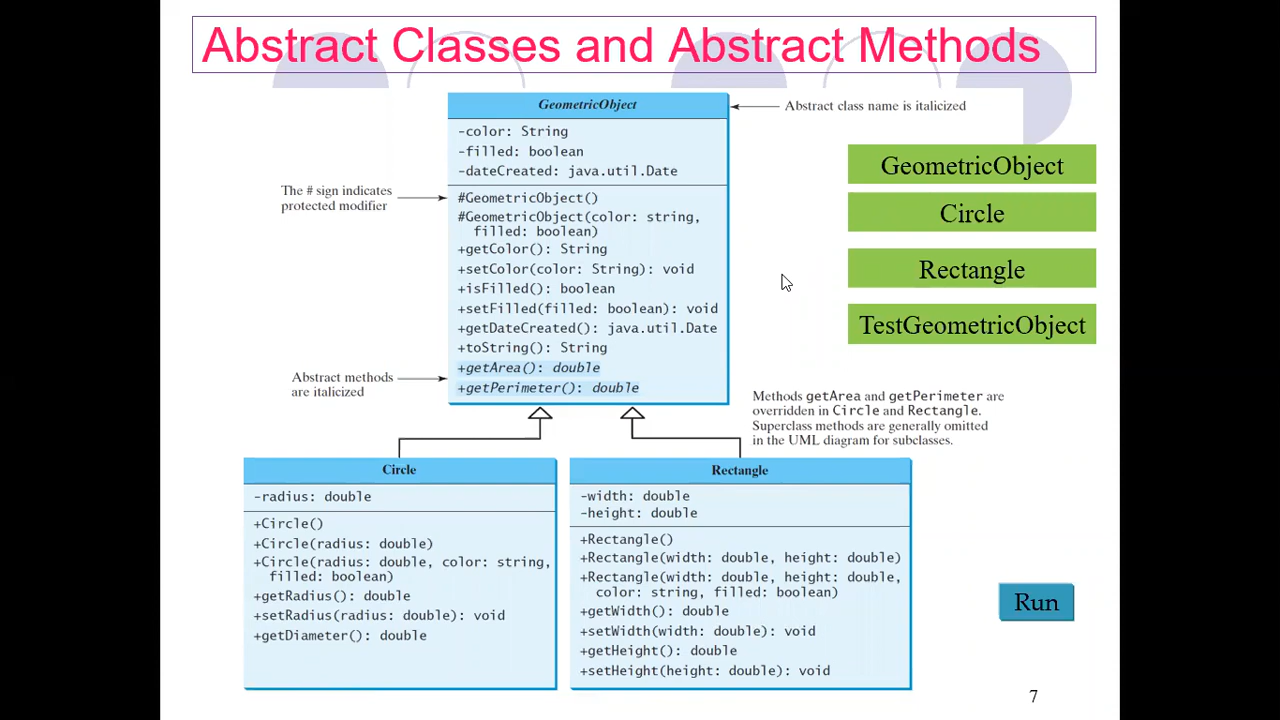 Abstract Classes and Abstract Methods
GeometricObject
-color: String
-filled: boolean
-dateCreated: java.util.Date
#GeometricObject()
#GeometricObject(color: string,
filled: boolean)
+getColor(): String
+setColor(color: String): void
+isFilled(): boolean
+setFilled(filled: boolean): void
+getDateCreated(): java.util.Date
+toString(): String
+getArea(): double
+getPerimeter(): double
Abstract class name is italicized
The # sign indicates
protected modifier
Abstract methods
are italicized
GeometricObject
Circle
Rectangle
TestGeometricObject
Methods getArea and getPerimeter are
overridden in Circle and Rectangle.
Superclass methods are generally omitted
in the UML diagram for subclasses.
Circle
-radius: double
+Circle()
+Circle(radius: double)
+Circle(radius: double, color: string,
filled: boolean)
+getRadius(): double
+setRadius(radius: double): void
+getDiameter(): double
Rectangle
-width: double
-height: double
+Rectangle()
+Rectangle(width: double, height: double)
+Rectangle(width: double, height: double,
color: string, filled: boolean)
+getWidth(): double
+setWidth(width: double): void
+getHeight(): double
+setHeight(height: double): void
Run
7